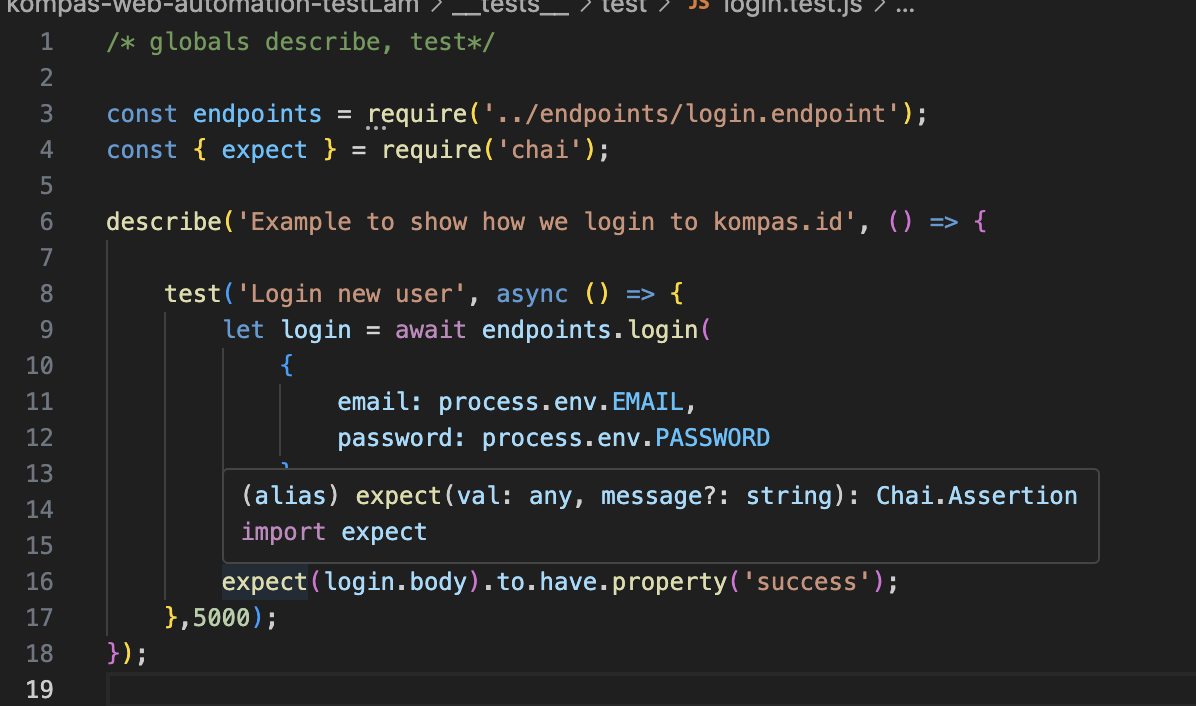 kompas-web-automation-testLam > __tests__ > test > JS login.test.js > ...
1 /* globals describe, test*/
2
3 const endpoints = require('../endpoints/login.endpoint');
4 const { expect } = require('chai');
5
6 describe('Example to show how we login to kompas.id', () => {
7
8 test('Login new user', async () => {
9 let login = await endpoints.login(
10 {
11 email: process.env.EMAIL,
12 password: process.env.PASSWORD
13 }
14 (alias) expect(val: any, message?: string): Chai.Assertion
15 import expect
16 expect(login.body).to.have.property('success');
17 },5000);
18 });
19